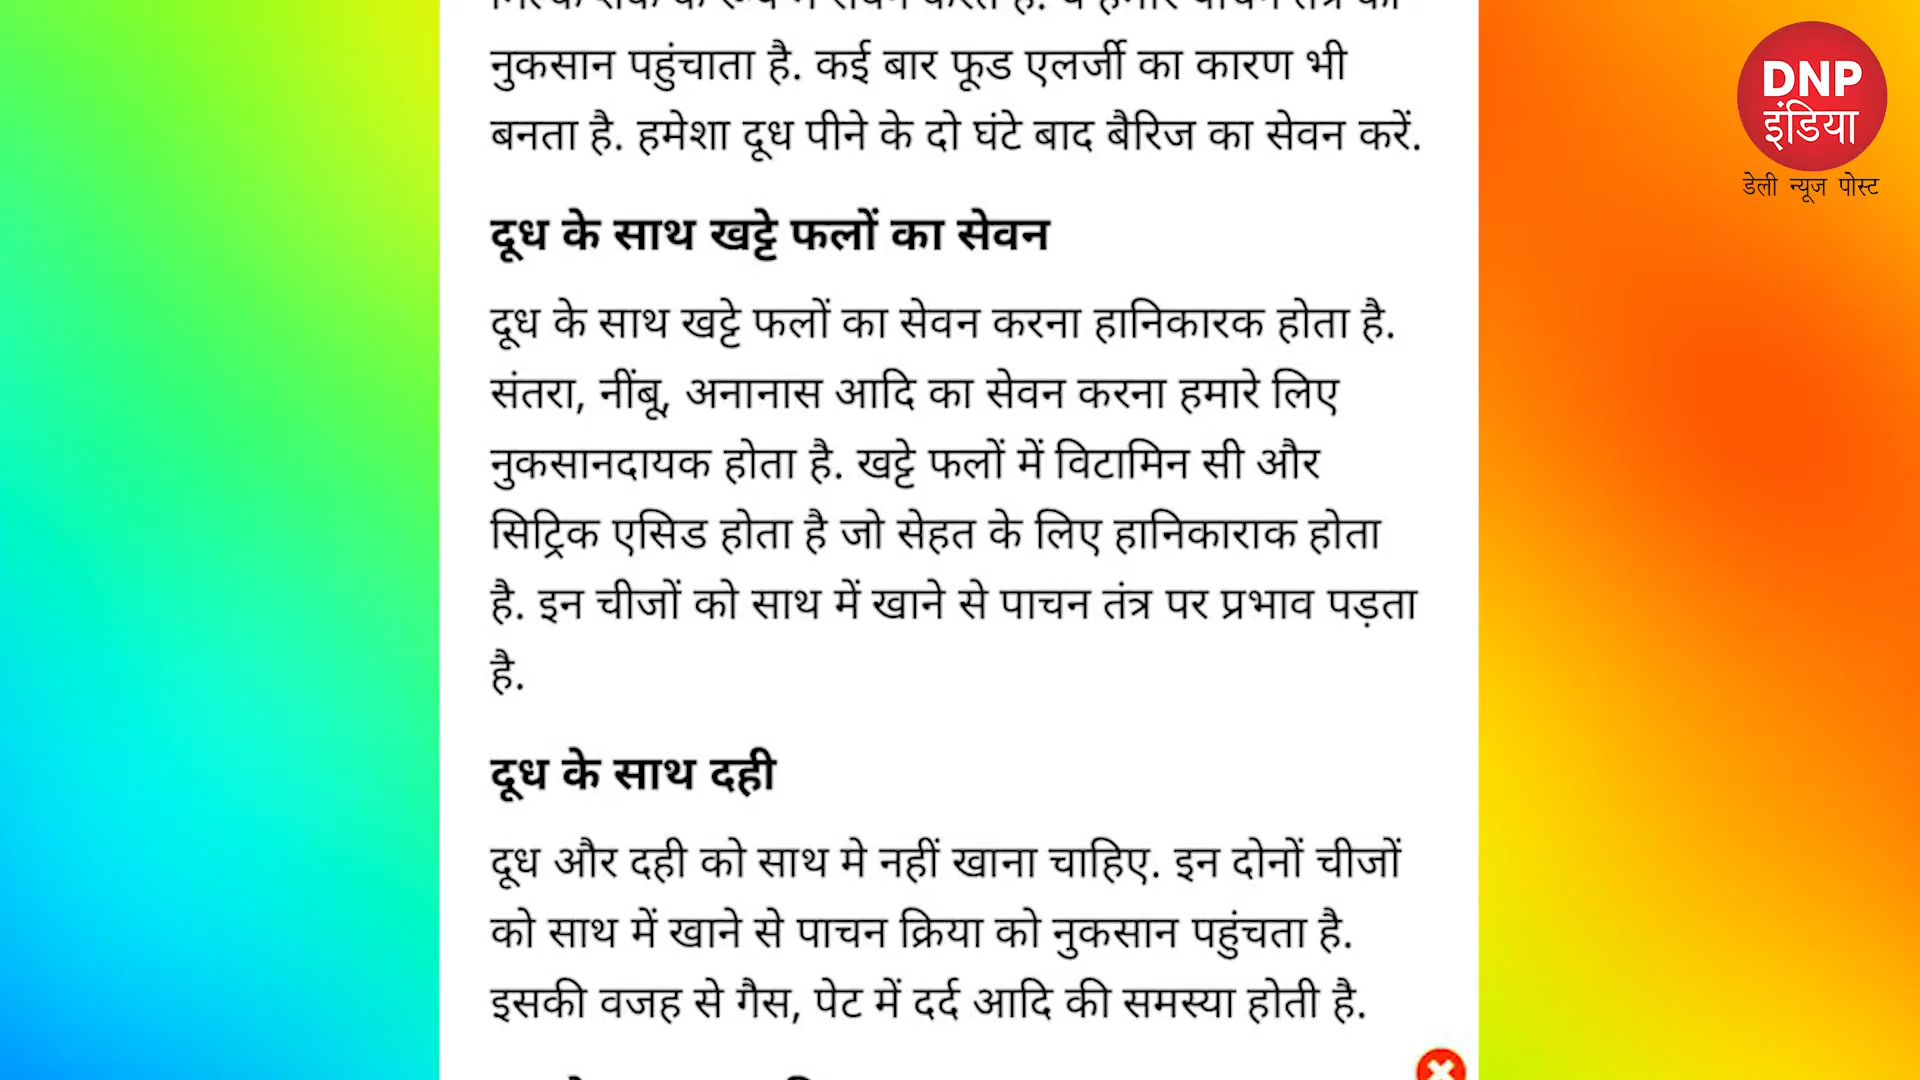 नुकसान पहुंचाता है. कई बार फूड एलर्जी का कारण भी
बनता है. हमेशा दूध पीने के दो घंटे बाद बैरिज का सेवन करें.
दूध के साथ खट्टे फलों का सेवन
दूध के साथ खट्टे फलों का सेवन करना हानिकारक होता है.
संतरा, नींबू, अनानास आदि का सेवन करना हमारे लिए
नुकसानदायक होता है. खट्टे फलों में विटामिन सी और
सिट्रिक एसिड होता है जो सेहत के लिए हानिकाराक होता
है. इन चीजों को साथ में खाने से पाचन तंत्र पर प्रभाव पड़ता
है.
दूध के साथ दही
दूध और दही को साथ मे नहीं खाना चाहिए. इन दोनों चीजों
को साथ में खाने से पाचन क्रिया को नुकसान पहुंचता है.
इसकी वजह से गैस, पेट में दर्द आदि की समस्या होती है.
DNP
इंडिया
डेली न्यूज पोस्ट